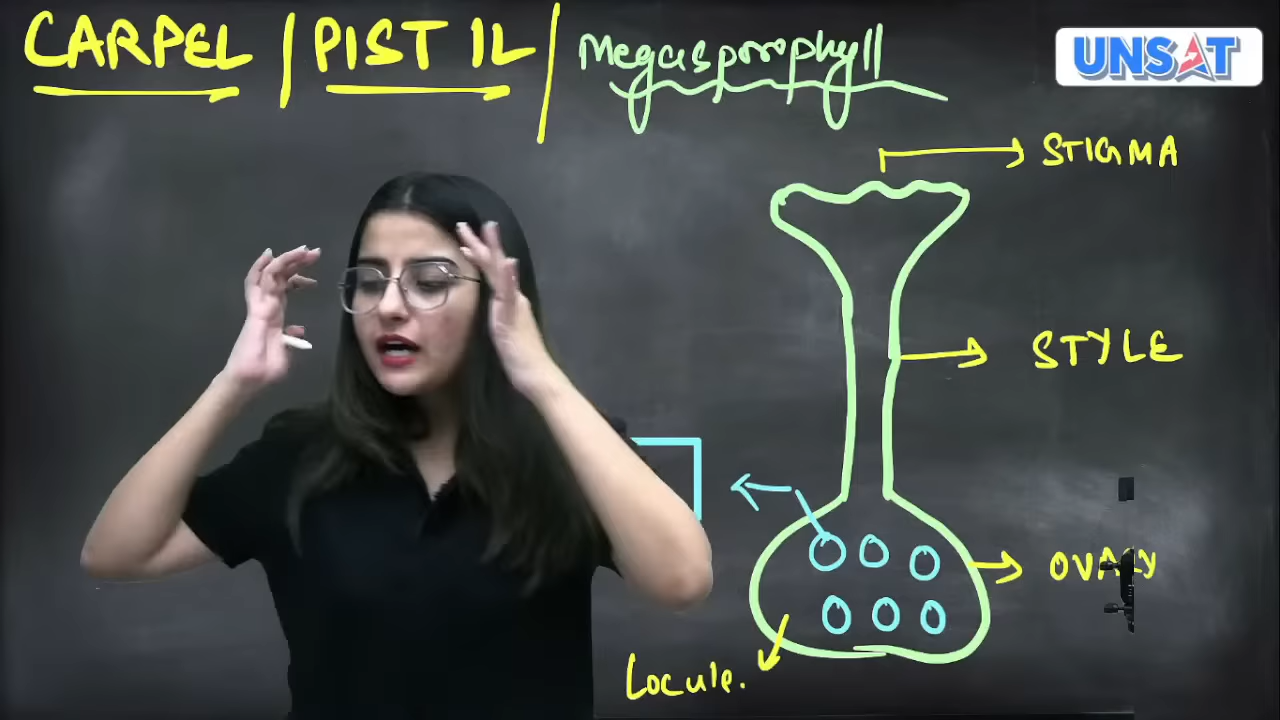 CARPEL / PISTIL / Megasporophyll
UNSAT
STIGMA
STYLE
OVARY
Locule.